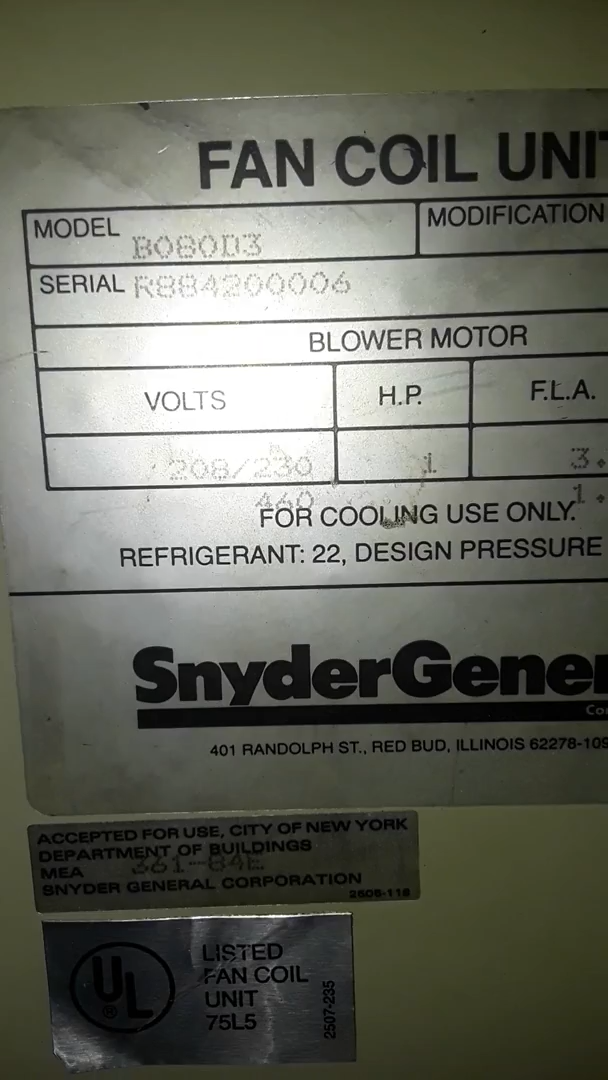 FAN COIL UNIT
MODEL B080D3 MODIFICATION
SERIAL R884200006
BLOWER MOTOR
VOLTS H.P. F.L.A.
208/230 1 3.
460 1.
FOR COOLING USE ONLY.
REFRIGERANT: 22, DESIGN PRESSURE
SnyderGene
Co
401 RANDOLPH ST., RED BUD, ILLINOIS 62278-109
ACCEPTED FOR USE, CITY OF NEW YORK
DEPARTMENT OF BUILDINGS
MEA 361-84E
SNYDER GENERAL CORPORATION
2606-118
UL ®
LISTED
FAN COIL
UNIT
75L5
2507-235